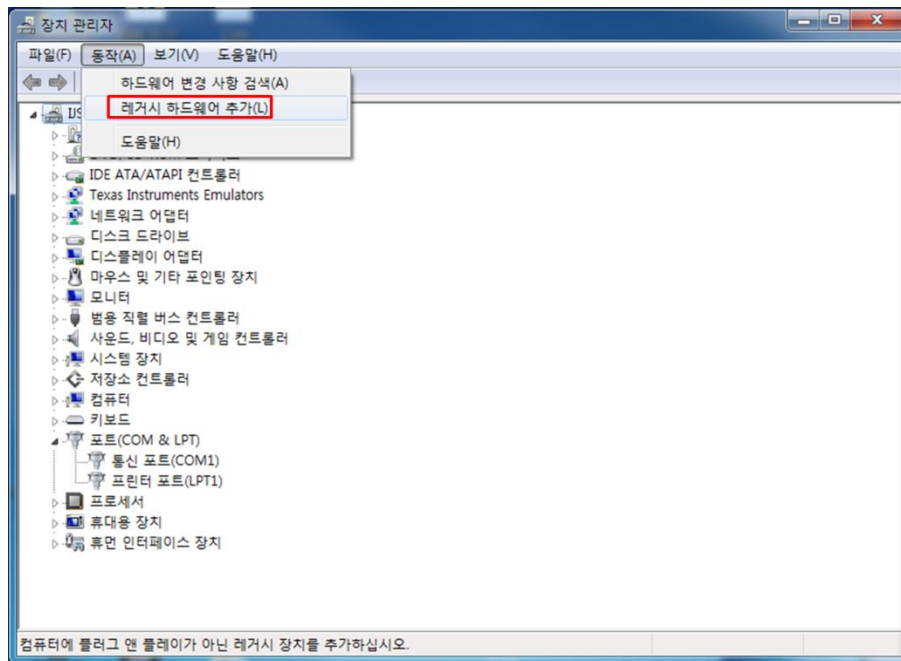 장치 관리자
파일(F) 동작(A) 보기(V) 도움말(H)
하드웨어 변경 사항 검색(A)
레거시 하드웨어 추가(L)
도움말(H)
IDE ATA/ATAPI 컨트롤러
Texas Instruments Emulators
네트워크 어댑터
디스크 드라이브
디스플레이 어댑터
마우스 및 기타 포인팅 장치
모니터
범용 직렬 버스 컨트롤러
사운드, 비디오 및 게임 컨트롤러
시스템 장치
저장소 컨트롤러
컴퓨터
키보드
포트(COM & LPT)
통신 포트(COM1)
프린터 포트(LPT1)
프로세서
휴대용 장치
휴먼 인터페이스 장치
컴퓨터에 플러그 앤 플레이가 아닌 레거시 장치를 추가하십시오.